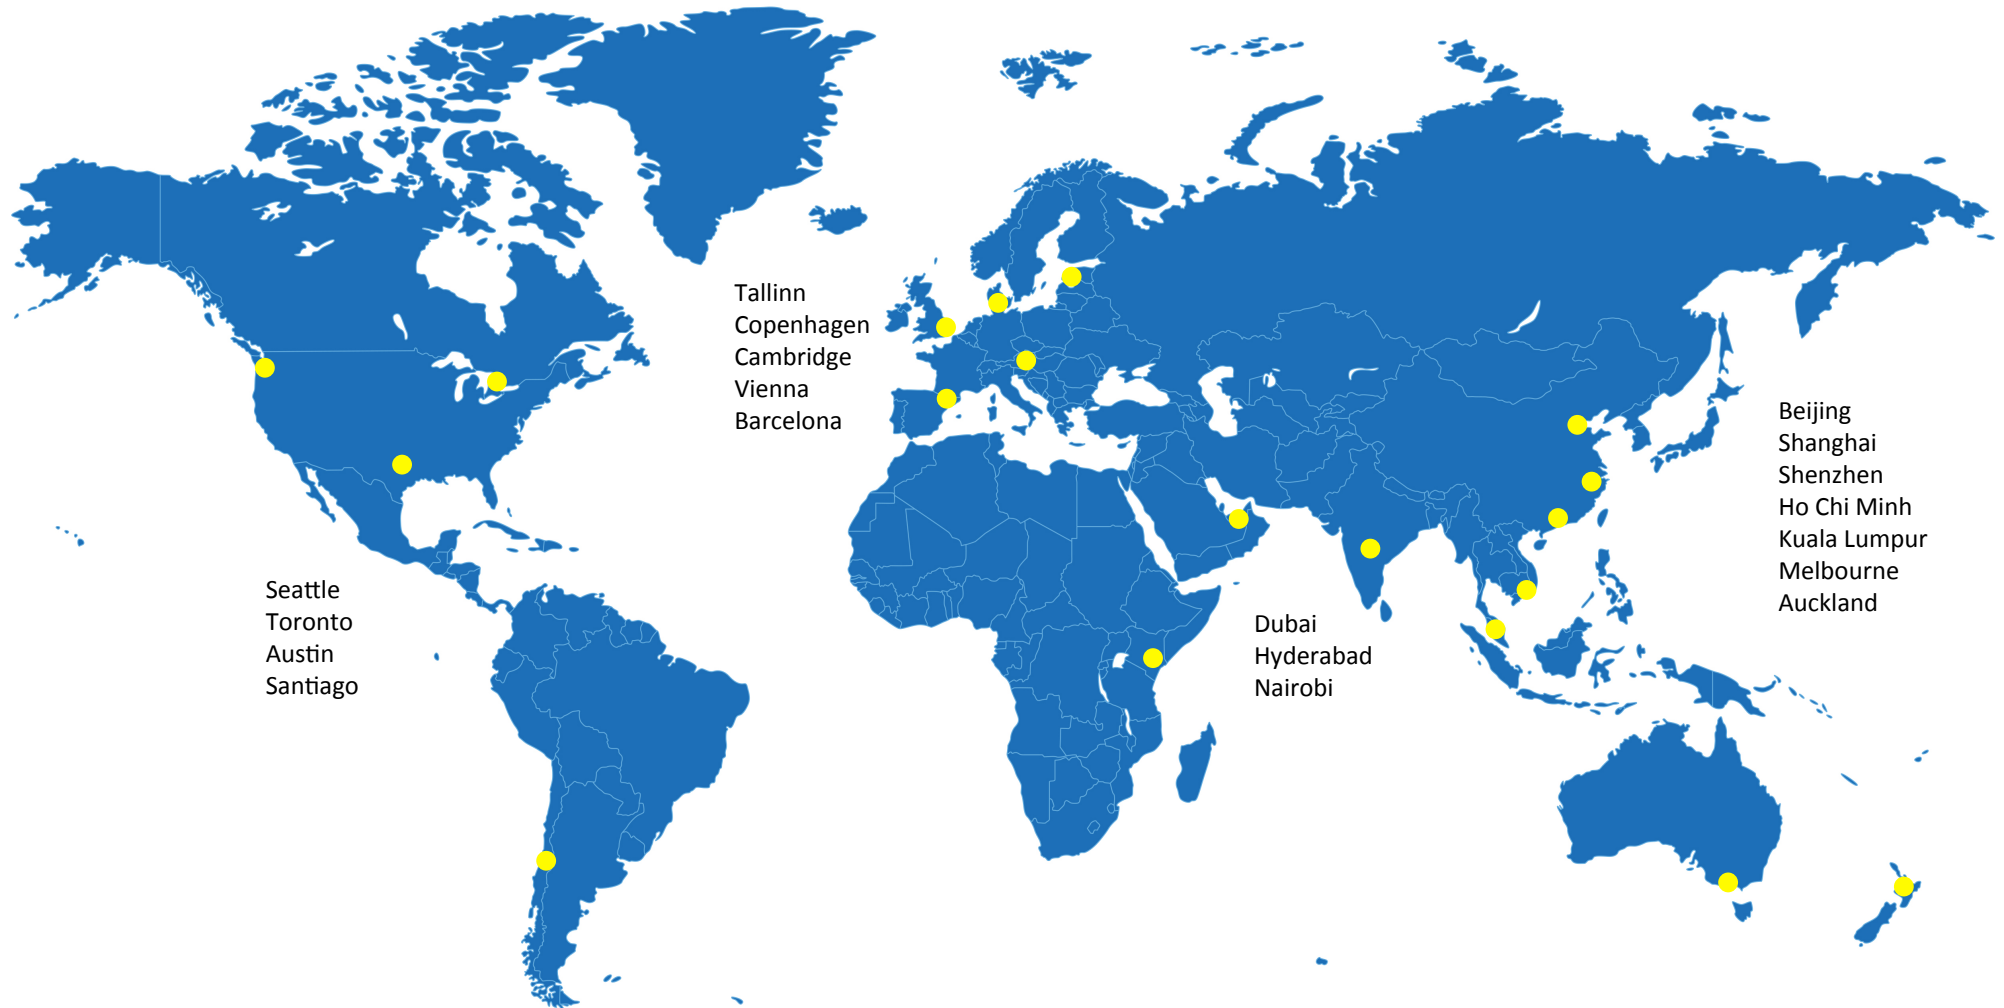 Tallinn
Copenhagen
Cambridge
Vienna
Barcelona
Beijing
Shanghai
Shenzhen
Ho Chi Minh
Kuala Lumpur
Melbourne
Auckland
Seattle
Toronto
Austin
Santiago
Dubai
Hyderabad
Nairobi